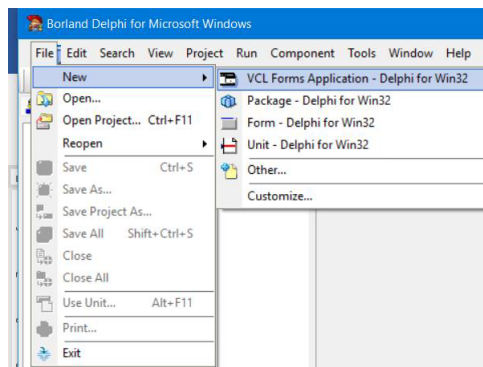 Borland Delphi for Microsoft Windows
File Edit Search View Project Run Component Tools Window Help
New
VCL Forms Application - Delphi for Win32
Open...
Package - Delphi for Win32
Open Project... Ctrl+F11
Form - Delphi for Win32
Reopen
Unit - Delphi for Win32
Save Ctrl+S
Other...
Save As...
Customize...
Save Project As...
Save All Shift+Ctrl+S
Close
Close All
Use Unit... Alt+F11
Print...
Exit